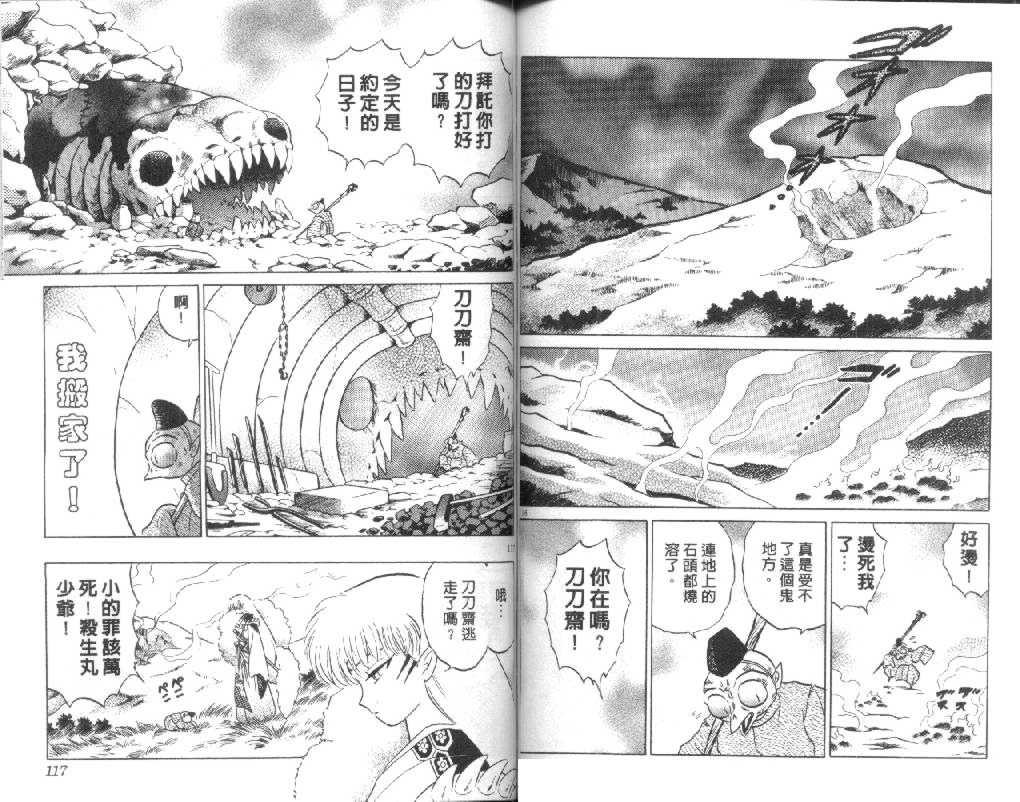 ゴ
ゴ
ゴ
ゴ
好燙！
燙死我
了…
真是受不
了這個鬼
地方。
連地上的
石頭都燒
溶了。
你在嗎？
刀刀齋！
拜託你打
的刀打好
了嗎？
今天是
約定的
日子！
刀刀齋！
啊！
我搬家了！
哦…
刀刀齋逃
走了嗎？
小的罪該萬
死！殺生丸
少爺！
117